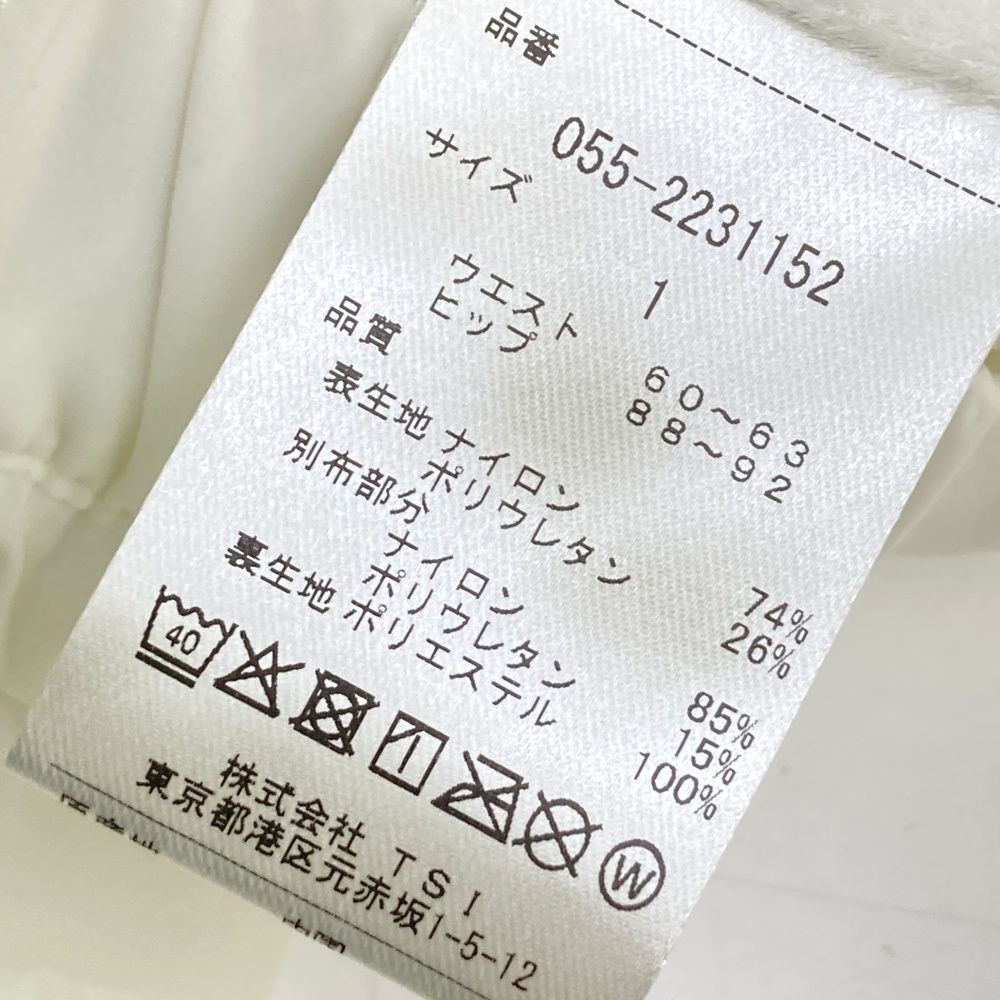 品番
055-2231152
サイズ
1
ウエスト 60～63
ヒップ 88～92
品質
表生地 ナイロン 74%
ポリウレタン 26%
別布部分
ナイロン 85%
ポリウレタン 15%
裏生地 ポリエステル 100%
40
W
株式会社 TSI
東京都港区元赤坂1-5-12